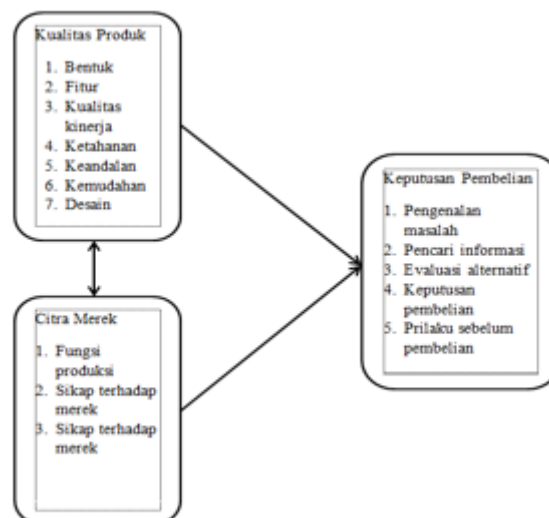 Kualitas Produk
1. Bentuk
2. Fitur
3. Kualitas
kinerja
4. Ketahanan
5. Keandalan
6. Kemudahan
7. Desain
Citra Merek
1. Fungsi
produksi
2. Sikap terhadap
merek
3. Sikap terhadap
merek
Keputusan Pembelian
1. Pengenalan
masalah
2. Pencari informasi
3. Evaluasi alternatif
4. Keputusan
pembelian
5. Prilaku sebelum
pembelian